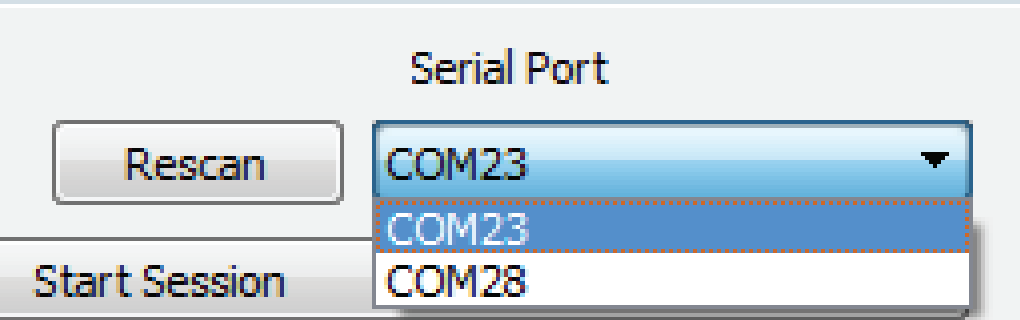 Serial Port
Rescan
COM23
COM23
Start Session
COM28